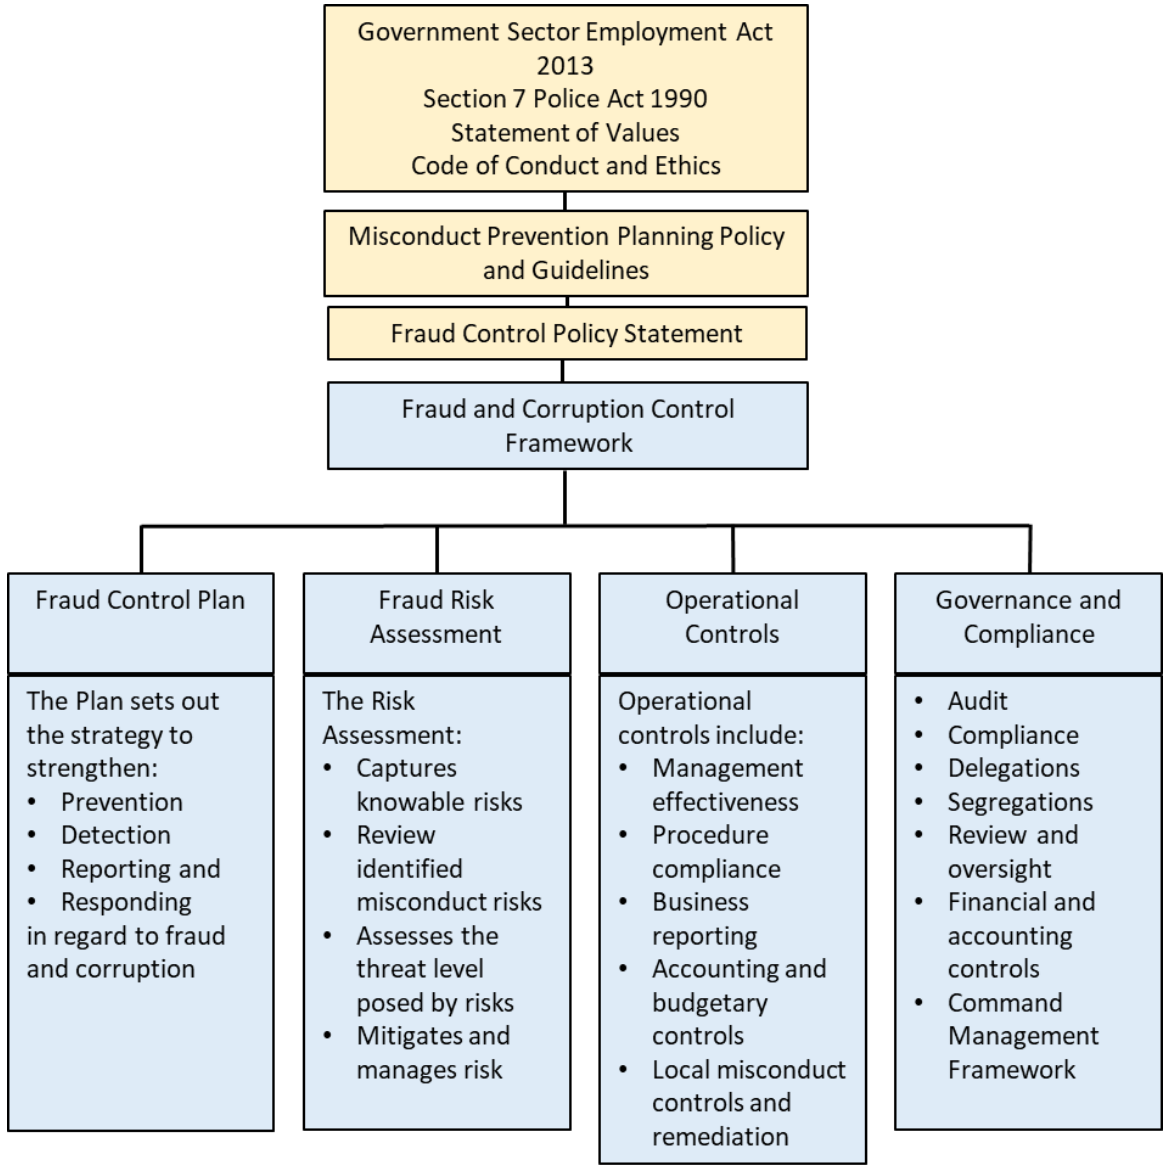 Government Sector Employment Act
2013
Section 7 Police Act 1990
Statement of Values
Code of Conduct and Ethics
Misconduct Prevention Planning Policy
and Guidelines
Fraud Control Policy Statement
Fraud and Corruption Control
Framework
Fraud Control Plan
The Plan sets out
the strategy to
strengthen:
• Prevention
• Detection
• Reporting and
• Responding
in regard to fraud
and corruption
Fraud Risk
Assessment
The Risk
Assessment:
• Captures
knowable risks
• Review
identified
misconduct risks
• Assesses the
threat level
posed by risks
• Mitigates and
manages risk
Operational
Controls
Operational
controls include:
• Management
effectiveness
• Procedure
compliance
• Business
reporting
• Accounting and
budgetary
controls
• Local misconduct
controls and
remediation
Governance and
Compliance
• Audit
• Compliance
• Delegations
• Segregations
• Review and
oversight
• Financial and
accounting
controls
• Command
Management
Framework